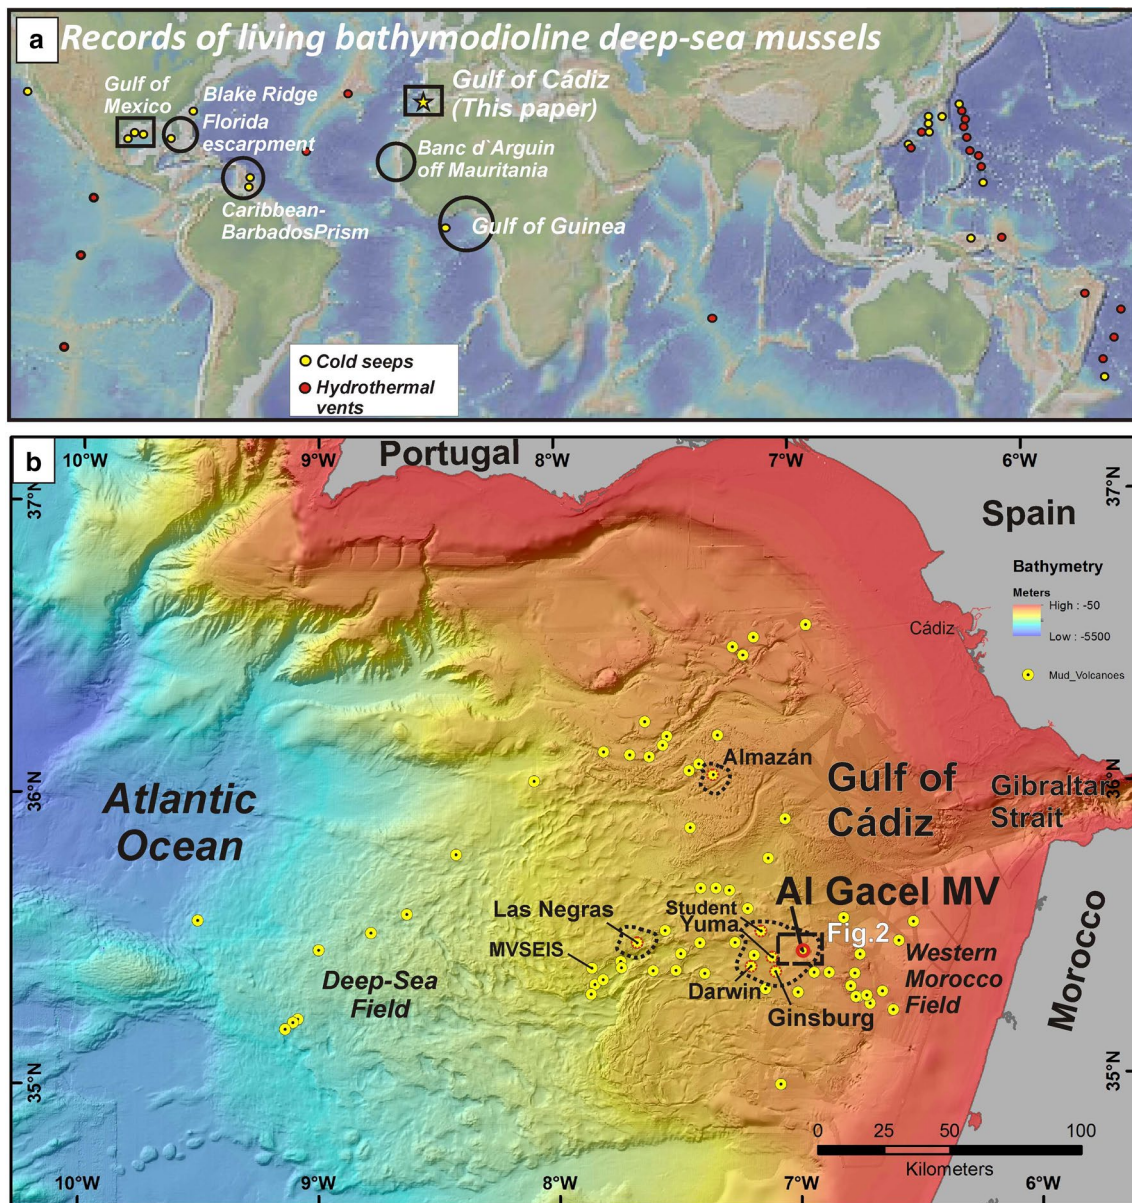 a
Records of living bathymodioline deep-sea mussels
Gulf of
Mexico
Blake Ridge
Florida
escarpment
Gulf of Cádiz
(This paper)
Banc d`Arguin
off Mauritania
Caribbean-
BarbadosPrism
Gulf of Guinea
Cold seeps
Hydrothermal
vents
b
10°W
9°W
8°W
7°W
6°W
Portugal
37°N
37°N
Spain
Bathymetry
Meters
High : -50
Low : -5500
Mud_Volcanoes
Cádiz
Almazán
Gulf of
Cádiz
Gibraltar
Strait
36°N
36°N
Atlantic
Ocean
Al Gacel MV
Las Negras
Student
Yuma
Fig.2
MVSEIS
Western
Morocco
Field
Morocco
Deep-Sea
Field
Darwin
Ginsburg
35°N
35°N
0
25
50
100
Kilometers
10°W
9°W
8°W
7°W
6°W